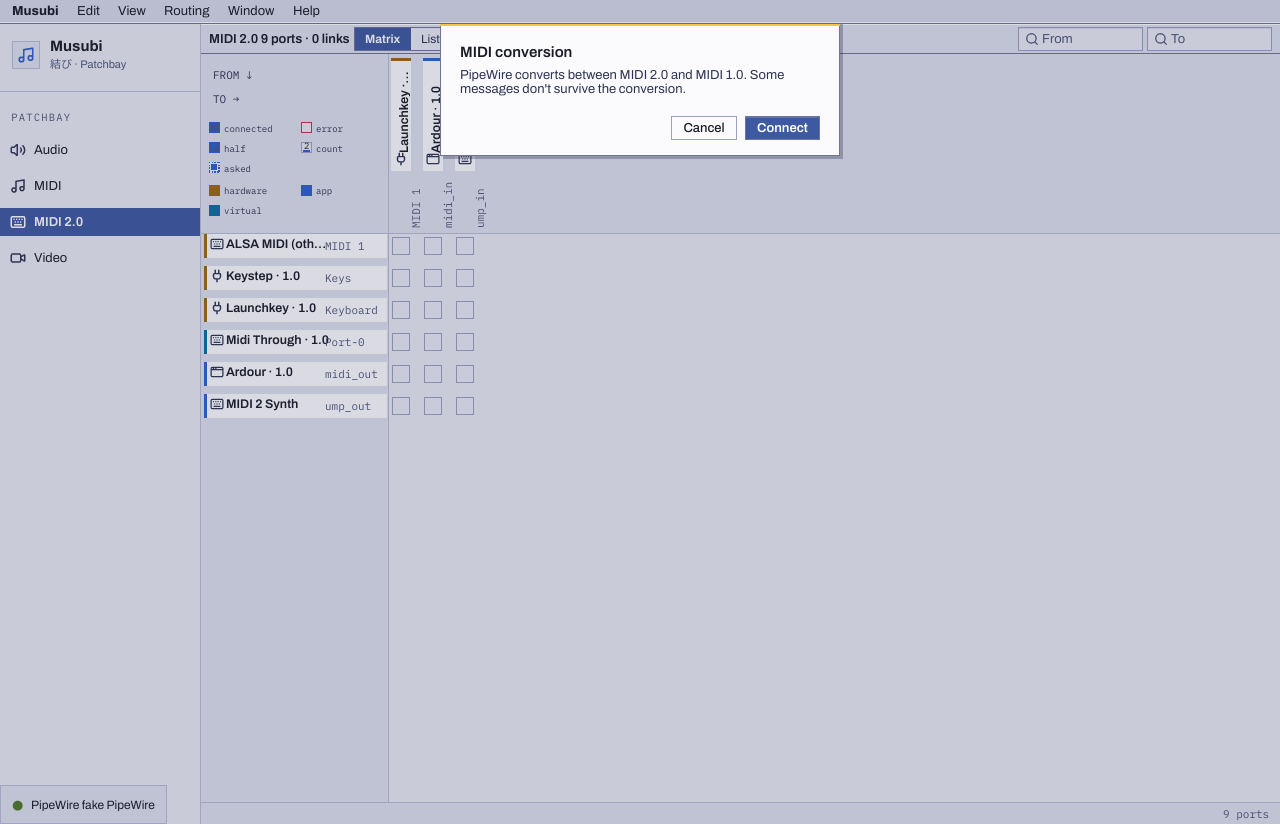 Musubi Edit View Routing Window Help
Musubi
結び · Patchbay
PATCHBAY
Audio
MIDI
MIDI 2.0
Video
PipeWire fake PipeWire
MIDI 2.0 9 ports · 0 links Matrix List
From
To
MIDI conversion
PipeWire converts between MIDI 2.0 and MIDI 1.0. Some
messages don't survive the conversion.
Cancel Connect
FROM ↓
TO →
connected error
half 2 count
asked
hardware app
virtual
Launchkey ·…
Ardour · 1.0
MIDI 1
midi_in
ump_in
ALSA MIDI (oth… MIDI 1
Keystep · 1.0 Keys
Launchkey · 1.0 Keyboard
Midi Through · 1.0 Port-0
Ardour · 1.0 midi_out
MIDI 2 Synth ump_out
9 ports